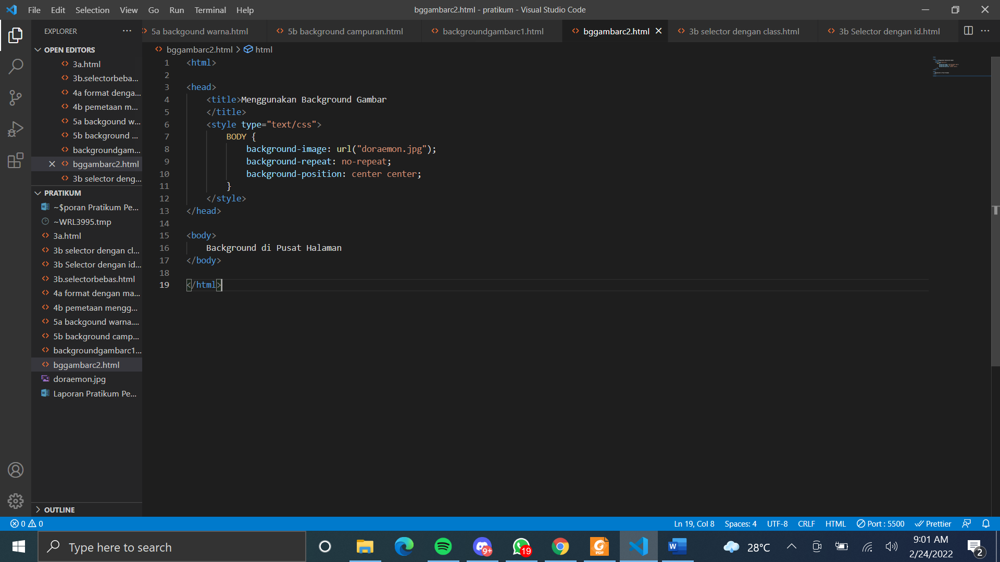 File Edit Selection View Go Run Terminal Help
bggambarc2.html - pratikum - Visual Studio Code
EXPLORER
5a backgound warna.html
5b background campuran.html
backgroundgambarc1.html
bggambarc2.html
3b selector dengan class.html
3b Selector dengan id.html
OPEN EDITORS
3a.html
3b.selectorbeba...
4a format denga...
4b pemetaan m...
5a backgound w...
5b background ...
backgroundgam...
bggambarc2.html
3b selector deng...
PRATIKUM
~$poran Pratikum Pe...
~WRL3995.tmp
3a.html
3b selector dengan cl...
3b Selector dengan id...
3b.selectorbebas.html
4a format dengan ma...
4b pemetaan mengg...
5a backgound warna....
5b background camp...
backgroundgambarc1...
bggambarc2.html
doraemon.jpg
Laporan Pratikum Pe...
OUTLINE
bggambarc2.html > html
1 <html>
2
3 <head>
4 <title>Menggunakan Background Gambar
5 </title>
6 <style type="text/css">
7 BODY {
8 background-image: url("doraemon.jpg");
9 background-repeat: no-repeat;
10 background-position: center center;
11 }
12 </style>
13 </head>
14
15 <body>
16 Background di Pusat Halaman
17 </body>
18
19 </html>
0 0
Ln 19, Col 8 Spaces: 4 UTF-8 CRLF HTML Port : 5500 Prettier
Type here to search
9+
19
PDF
W
28°C
9:01 AM
2/24/2022
2